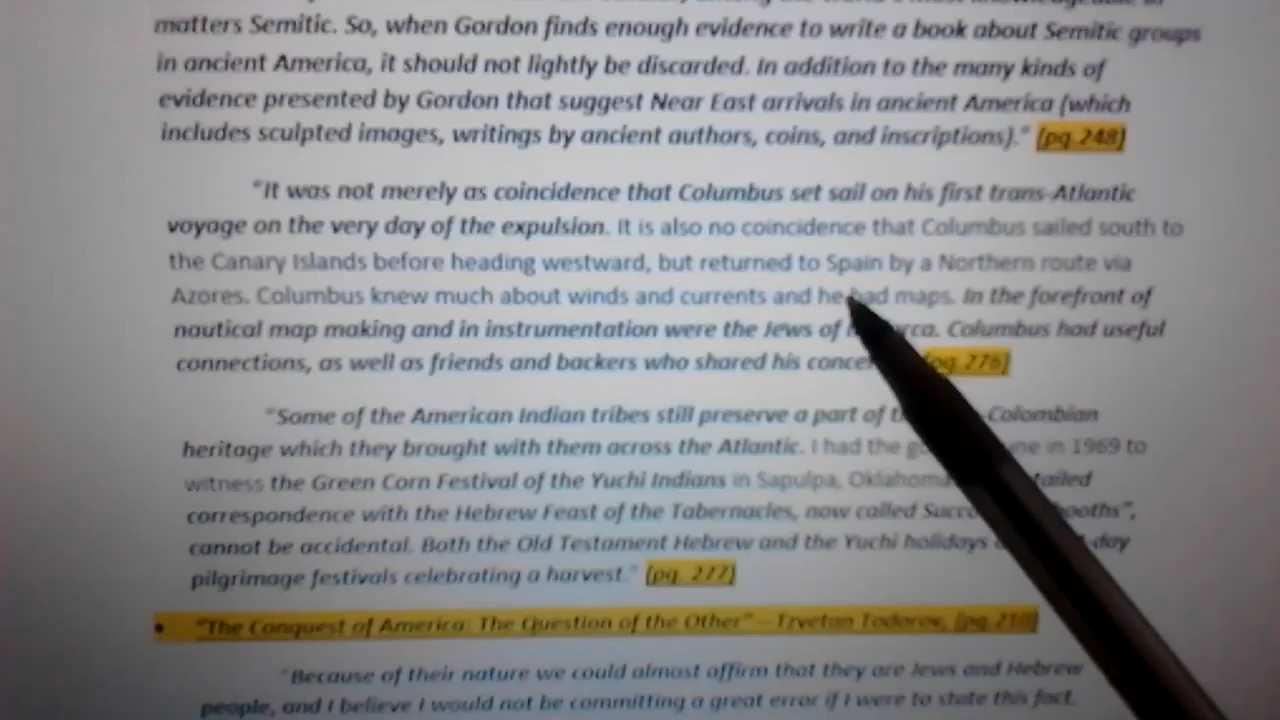 matters Semitic. So, when Gordon finds enough evidence to write a book about Semitic groups
in ancient America, it should not lightly be discarded. In addition to the many kinds of
evidence presented by Gordon that suggest Near East arrivals in ancient America (which
includes sculpted images, writings by ancient authors, coins, and inscriptions)." (pg.248)
"It was not merely as coincidence that Columbus set sail on his first trans-Atlantic
voyage on the very day of the expulsion. It is also no coincidence that Columbus sailed south to
the Canary Islands before heading westward, but returned to Spain by a Northern route via
Azores. Columbus knew much about winds and currents and he had maps. In the forefront of
nautical map making and in instrumentation were the Jews of
Columbus had useful
connections, as well as friends and backers who shared his (pg.276)
"Some of the American Indian tribes still preserve a part of
heritage which they brought with them across the Atlantic. I had the in 1969 to
witness the Green Corn Festival of the Yuchi Indians in Sapulpa, Oklahoma
correspondence with the Hebrew Feast of the Tabernacles, now called
cannot be accidental. Both the Old Testament Hebrew and the Yuchi holidays
pilgrimage festivals celebrating a harvest." (pg. 277)
• "The Conquest of America: The Question of the Other" – Tzvetan Todorov, (pg.210)
"Because of their nature we could almost affirm that they are Jews and Hebrew
people, and I believe I would not be committing a great error if I were to state this fact.